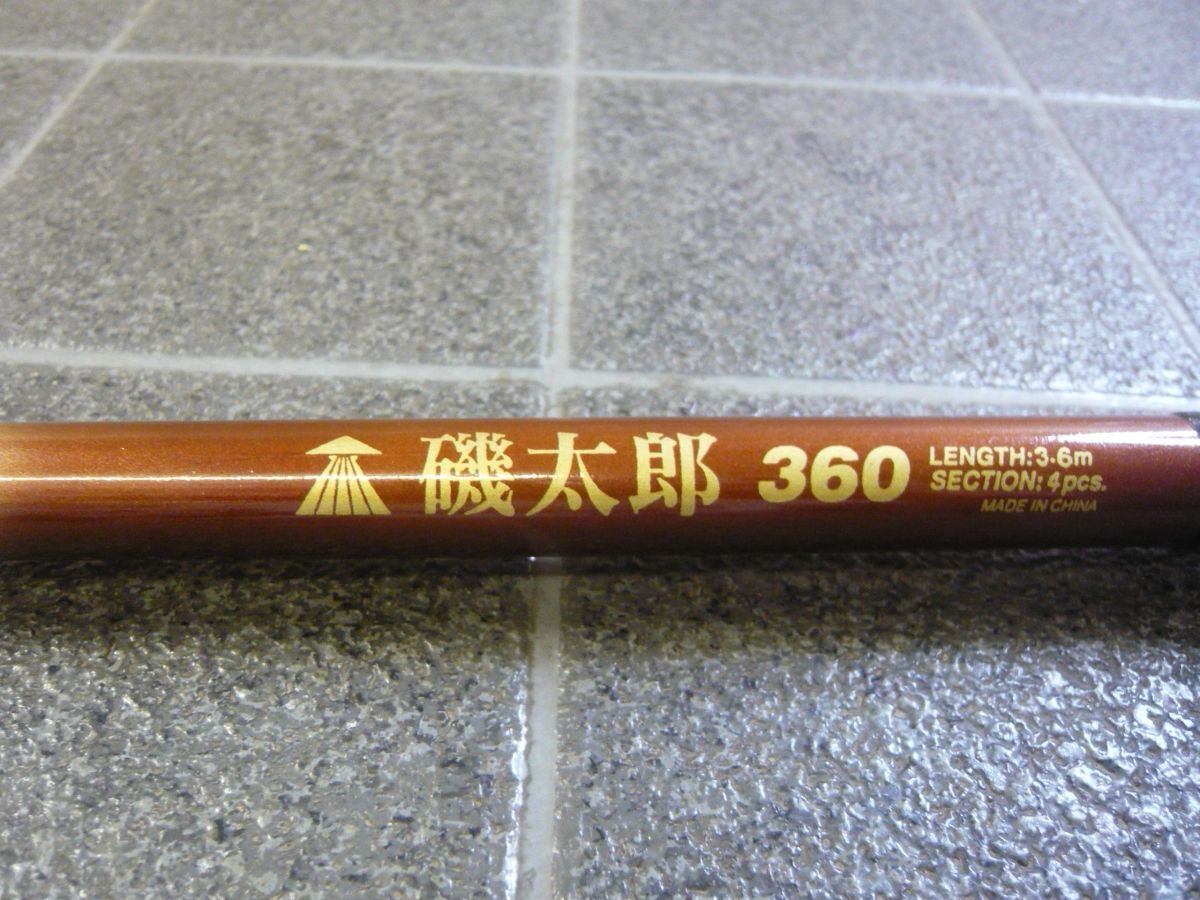 磯太郎 360
LENGTH:3·6m
SECTION: 4pcs.
MADE IN CHINA